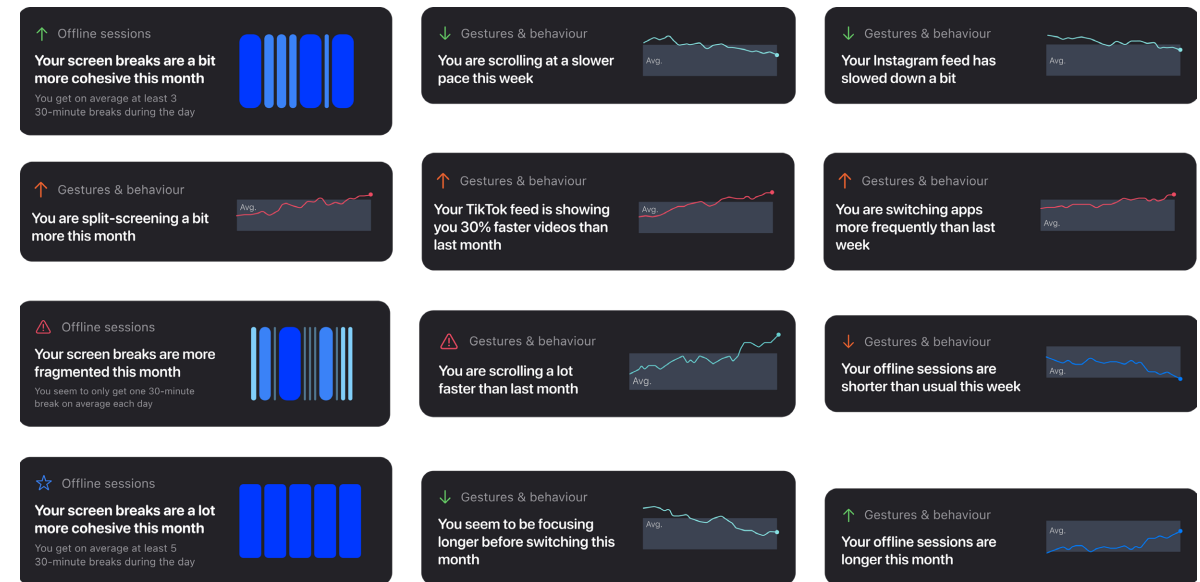 Offline sessions
Your screen breaks are a bit
more cohesive this month
You get on average at least 3
30-minute breaks during the day
Gestures & behaviour
You are scrolling at a slower
pace this week
Avg.
Gestures & behaviour
Your Instagram feed has
slowed down a bit
Avg.
Gestures & behaviour
You are split-screening a bit
more this month
Avg.
Gestures & behaviour
Your TikTok feed is showing
you 30% faster videos than
last month
Avg.
Gestures & behaviour
You are switching apps
more frequently than last
week
Avg.
Offline sessions
Your screen breaks are more
fragmented this month
You seem to only get one 30-minute
break on average each day
Gestures & behaviour
You are scrolling a lot
faster than last month
Avg.
Gestures & behaviour
Your offline sessions are
shorter than usual this week
Avg.
Offline sessions
Your screen breaks are a lot
more cohesive this month
You get on average at least 5
30-minute breaks during the day
Gestures & behaviour
You seem to be focusing
longer before switching this
month
Avg.
Gestures & behaviour
Your offline sessions are
longer this month
Avg.